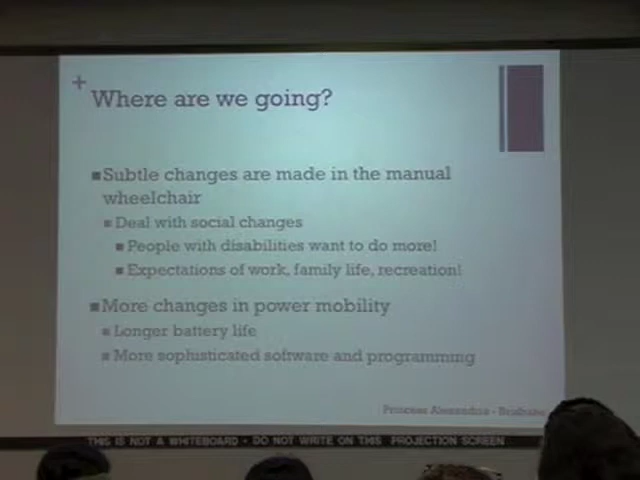 +
Where are we going?
■Subtle changes are made in the manual
wheelchair
■ Deal with social changes
■ People with disabilities want to do more!
■ Expectations of work, family life, recreation!
■More changes in power mobility
■ Longer battery life
■ More sophisticated software and programming
Princess Alexandria - Brisbane
THIS IS NOT A WHITEBOARD - DO NOT WRITE ON THIS PROJECTION SCREEN